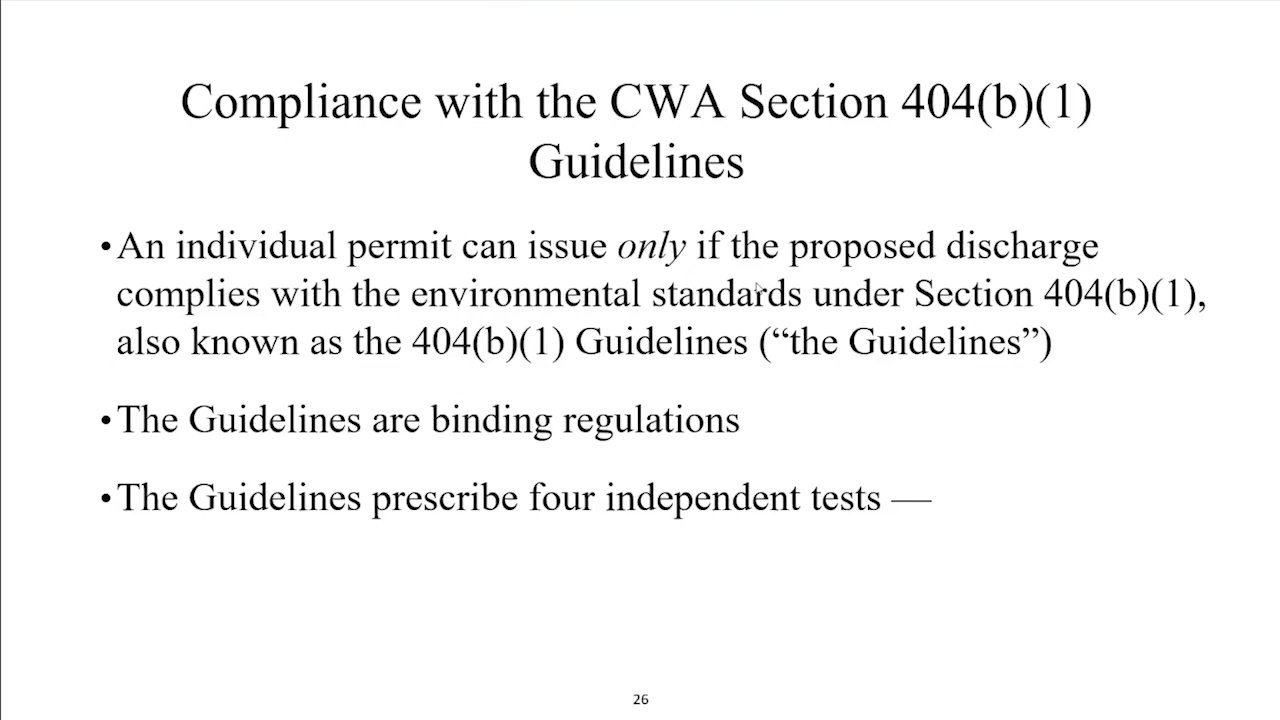 Compliance with the CWA Section 404(b)(1)
Guidelines
• An individual permit can issue only if the proposed discharge
complies with the environmental standards under Section 404(b)(1),
also known as the 404(b)(1) Guidelines (“the Guidelines”)
• The Guidelines are binding regulations
• The Guidelines prescribe four independent tests —
26